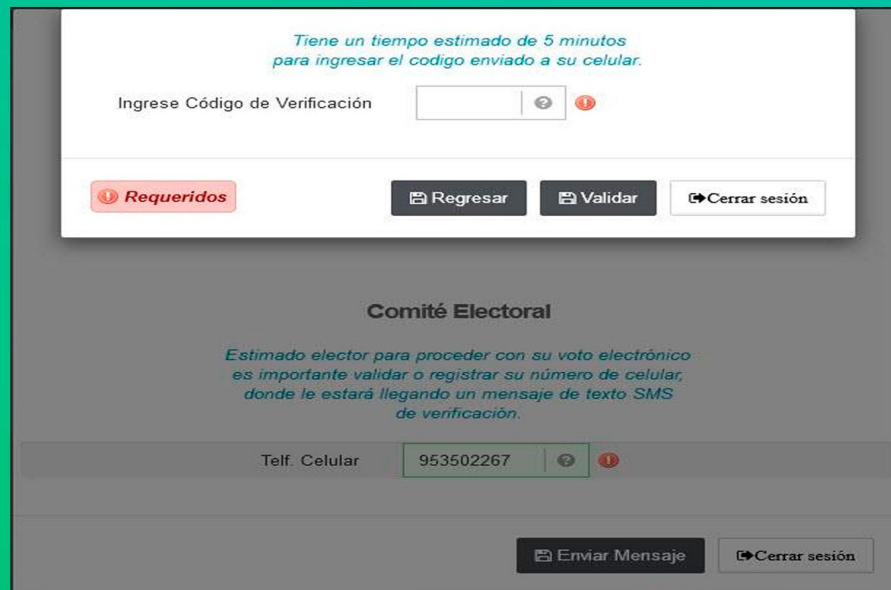 Tiene un tiempo estimado de 5 minutos
para ingresar el codigo enviado a su celular.
Ingrese Código de Verificación
Requeridos
Regresar
Validar
Cerrar sesión
Comité Electoral
Estimado elector para proceder con su voto electrónico
es importante validar o registrar su número de celular,
donde le estará llegando un mensaje de texto SMS
de verificación.
Telf. Celular 953502267
Enviar Mensaje
Cerrar sesión